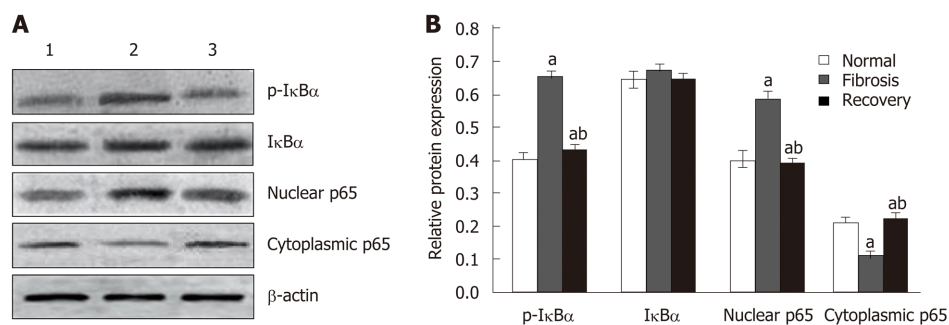 A
1 2 3
p-IκBα
IκBα
Nuclear p65
Cytoplasmic p65
β-actin
B
Relative protein expression
0.8
0.7
0.6
0.5
0.4
0.3
0.2
0.1
0.0
a
ab
a
ab
a
ab
Normal
Fibrosis
Recovery
p-IκBα IκBα Nuclear p65 Cytoplasmic p65